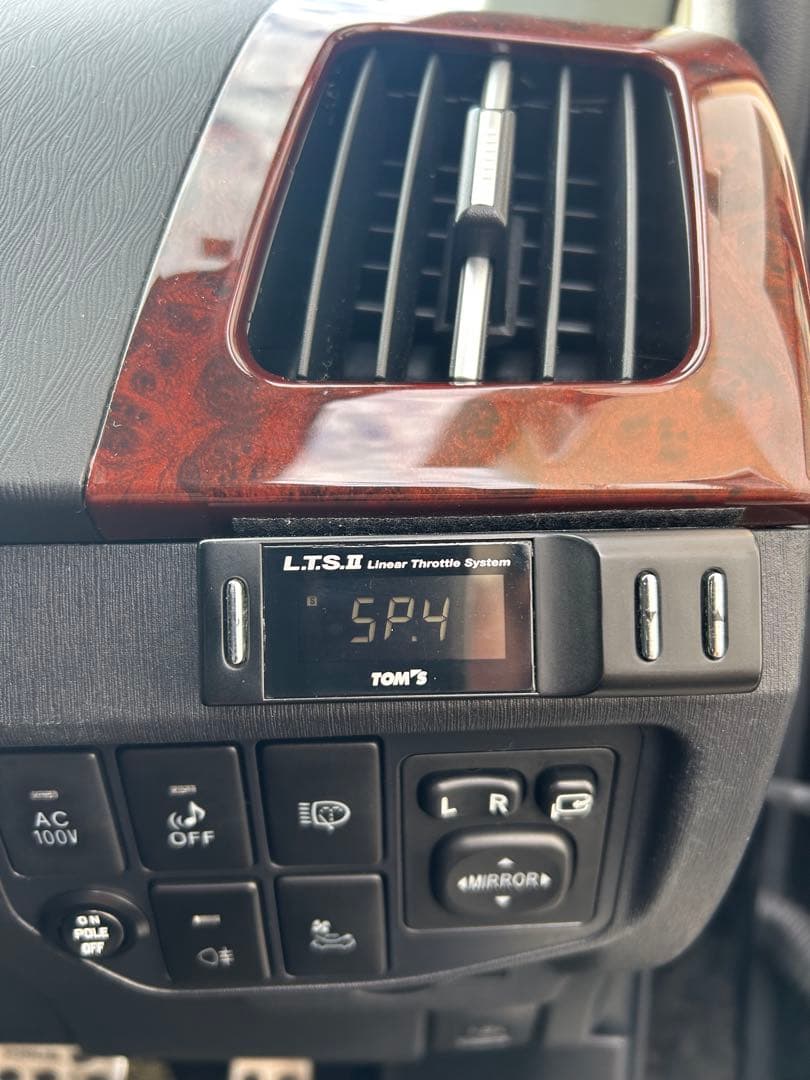 L.T.S.II Linear Throttle System
S
SP.4
TOM'S
AC
100V
OFF
L R
MIRROR
ON
POLE
OFF